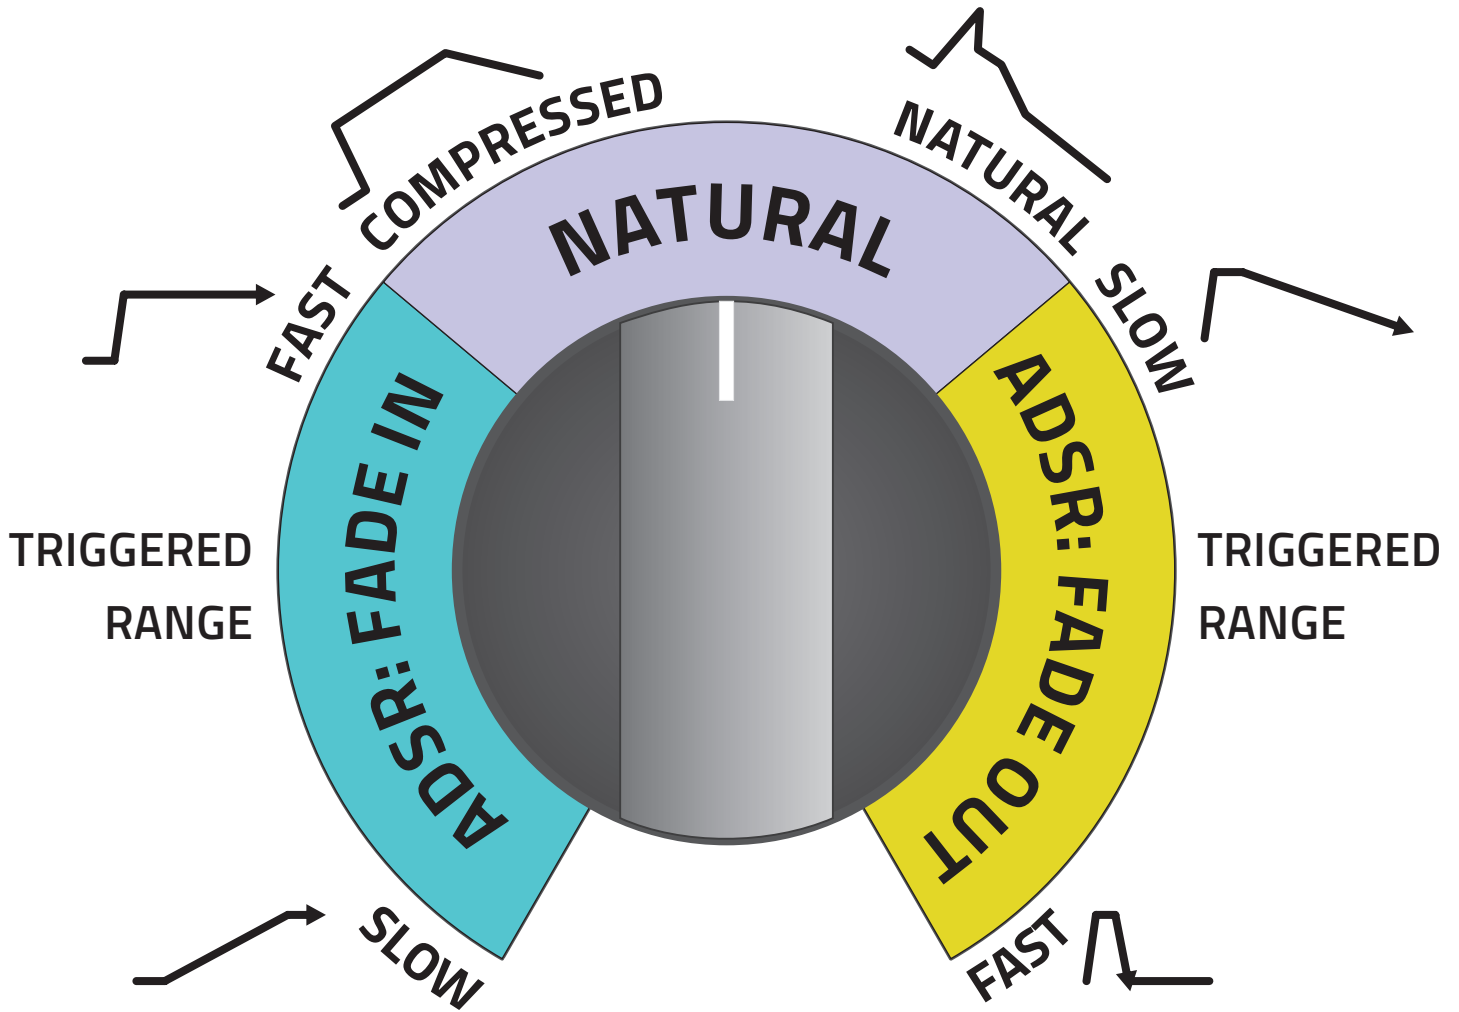 COMPRESSED
NATURAL
NATURAL
FAST
SLOW
ADSR: FADE IN
ADSR: FADE OUT
TRIGGERED
RANGE
TRIGGERED
RANGE
SLOW
FAST